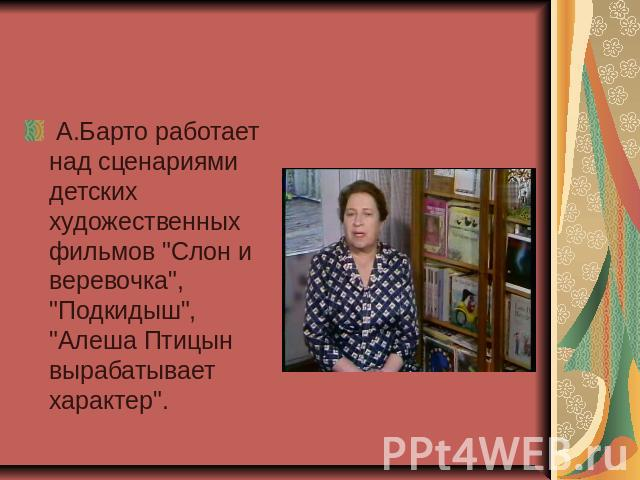 А.Барто работает
над сценариями
детских
художественных
фильмов "Слон и
веревочка",
"Подкидыш",
"Алеша Птицын
вырабатывает
характер".
PPt4WEB.ru